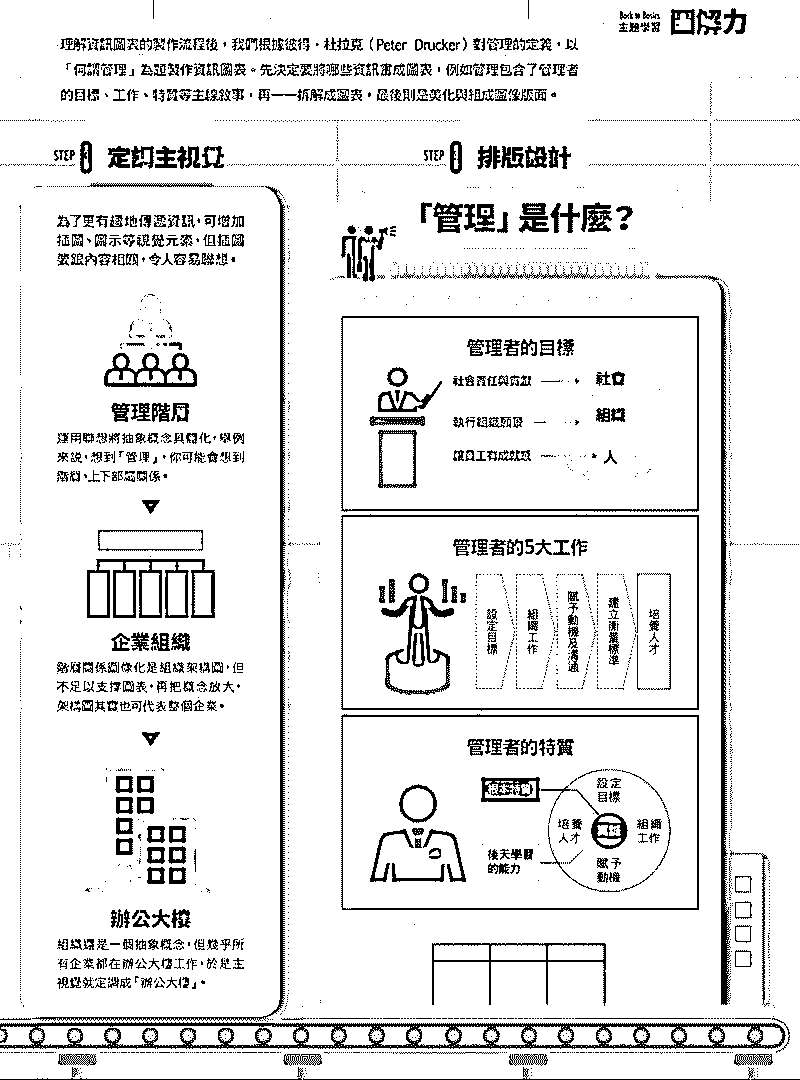 Back to Basics
主題學習 圖解力
理解資訊圖表的製作流程後，我們根據彼得．杜拉克（Peter Drucker）對管理的定義，以
「何謂管理」為題製作資訊圖表。先決定要將哪些資訊畫成圖表，例如管理包含了管理者
的目標、工作、特質等主線敘事，再一一拆解成圖表，最後則是美化與組成圖像版面。
STEP
定調主視覺
為了更有趣地傳遞資訊，可增加
插圖、圖示等視覺元素，但插圖
要跟內容相關，令人容易聯想。
管理階層
運用聯想將抽象概念具體化，舉例
來說，想到「管理」，你可能會想到
階層、上下部屬關係。
企業組織
階層關係圖像化是組織架構圖，但
不足以支撐圖表，再把概念放大，
架構圖其實也可代表整個企業。
辦公大樓
組織還是一個抽象概念，但幾乎所
有企業都在辦公大樓工作，於是主
視覺就定調成「辦公大樓」。
STEP
排版設計
「管理」是什麼？
管理者的目標
社會責任與貢獻 社會
執行組織願景 組織
讓員工有成就感 人
管理者的5大工作
設定目標
組織工作
賦予動機及溝通
建立衡量標準
培養人才
管理者的特質
根本特質
後天學習
的能力
設定
目標
培養
人才
組織
工作
賦予
動機